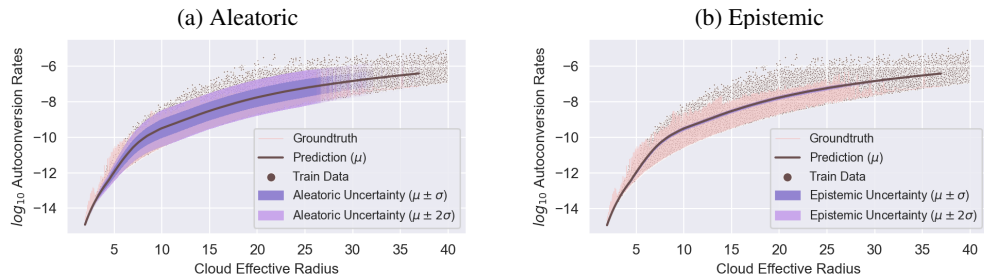 (a) Aleatoric
log₁₀ Autoconversion Rates
−6
−8
−10
−12
−14
Groundtruth
Prediction (μ)
Train Data
Aleatoric Uncertainty (μ ± σ)
Aleatoric Uncertainty (μ ± 2σ)
5 10 15 20 25 30 35 40
Cloud Effective Radius
(b) Epistemic
log₁₀ Autoconversion Rates
−6
−8
−10
−12
−14
Groundtruth
Prediction (μ)
Train Data
Epistemic Uncertainty (μ ± σ)
Epistemic Uncertainty (μ ± 2σ)
5 10 15 20 25 30 35 40
Cloud Effective Radius